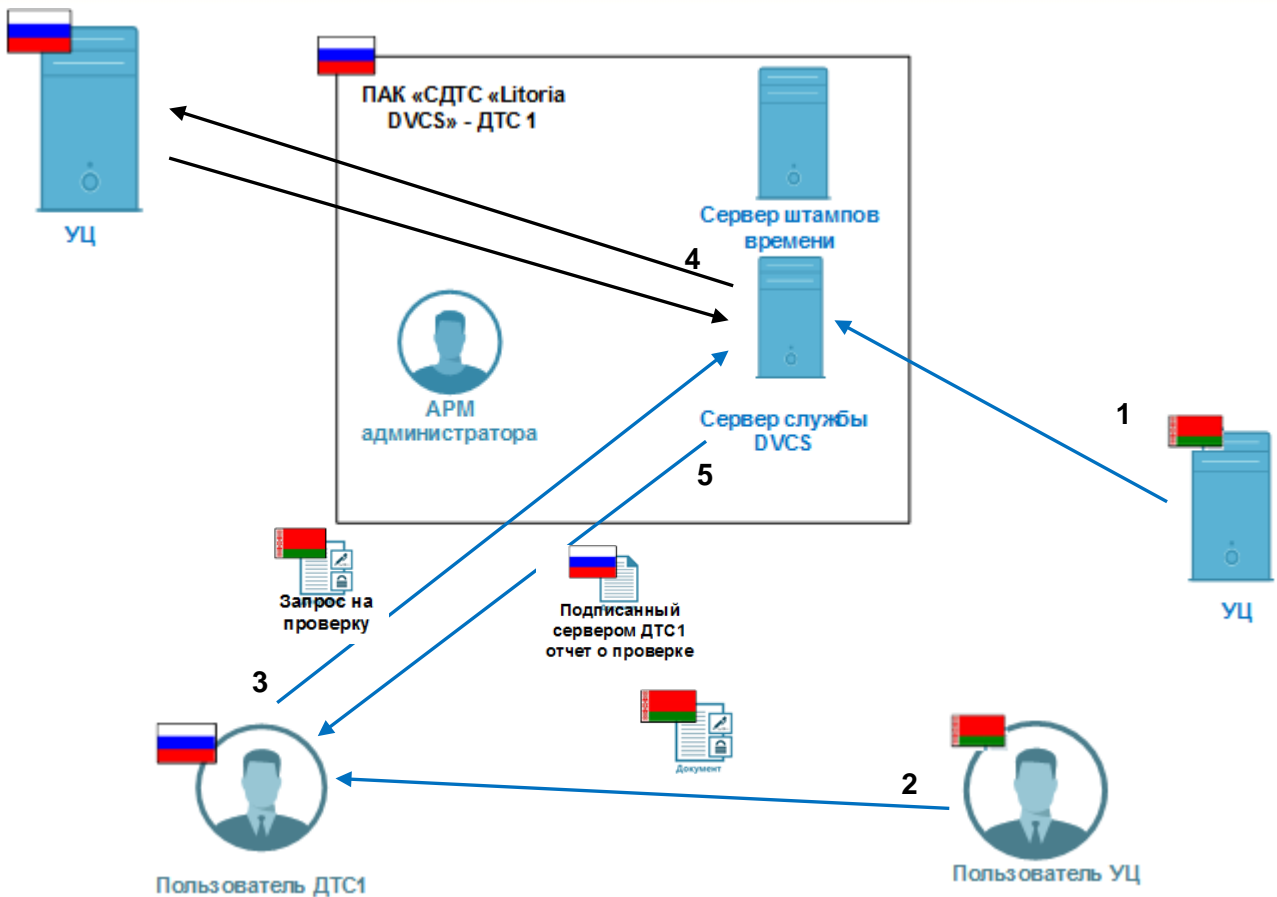 ПАК «СДТС «Litoria
DVCS» - ДТС 1
УЦ
Сервер штампов
времени
4
АРМ
администратора
Сервер службы
DVCS
1
5
УЦ
Запрос на
проверку
Подписанный
сервером ДТС1
отчет о проверке
3
Документ
2
Пользователь ДТС1
Пользователь УЦ